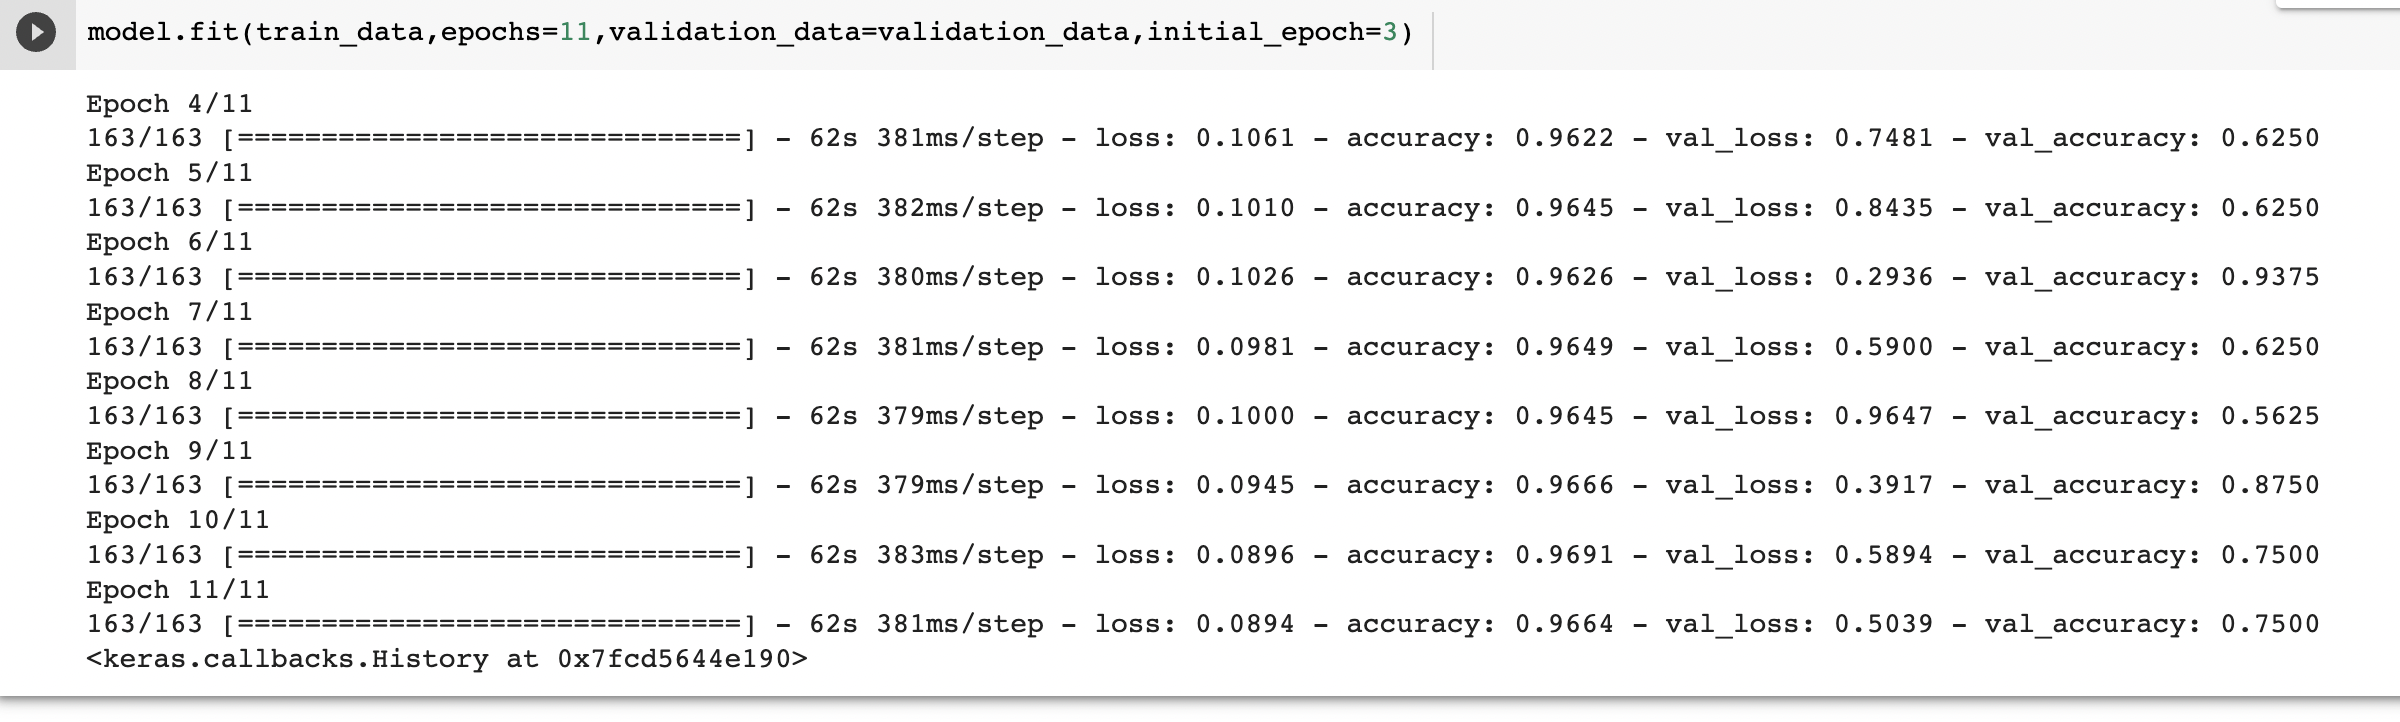 model.fit(train_data,epochs=11,validation_data=validation_data,initial_epoch=3)
Epoch 4/11
163/163 [==============================] - 62s 381ms/step - loss: 0.1061 - accuracy: 0.9622 - val_loss: 0.7481 - val_accuracy: 0.6250
Epoch 5/11
163/163 [==============================] - 62s 382ms/step - loss: 0.1010 - accuracy: 0.9645 - val_loss: 0.8435 - val_accuracy: 0.6250
Epoch 6/11
163/163 [==============================] - 62s 380ms/step - loss: 0.1026 - accuracy: 0.9626 - val_loss: 0.2936 - val_accuracy: 0.9375
Epoch 7/11
163/163 [==============================] - 62s 381ms/step - loss: 0.0981 - accuracy: 0.9649 - val_loss: 0.5900 - val_accuracy: 0.6250
Epoch 8/11
163/163 [==============================] - 62s 379ms/step - loss: 0.1000 - accuracy: 0.9645 - val_loss: 0.9647 - val_accuracy: 0.5625
Epoch 9/11
163/163 [==============================] - 62s 379ms/step - loss: 0.0945 - accuracy: 0.9666 - val_loss: 0.3917 - val_accuracy: 0.8750
Epoch 10/11
163/163 [==============================] - 62s 383ms/step - loss: 0.0896 - accuracy: 0.9691 - val_loss: 0.5894 - val_accuracy: 0.7500
Epoch 11/11
163/163 [==============================] - 62s 381ms/step - loss: 0.0894 - accuracy: 0.9664 - val_loss: 0.5039 - val_accuracy: 0.7500
<keras.callbacks.History at 0x7fcd5644e190>